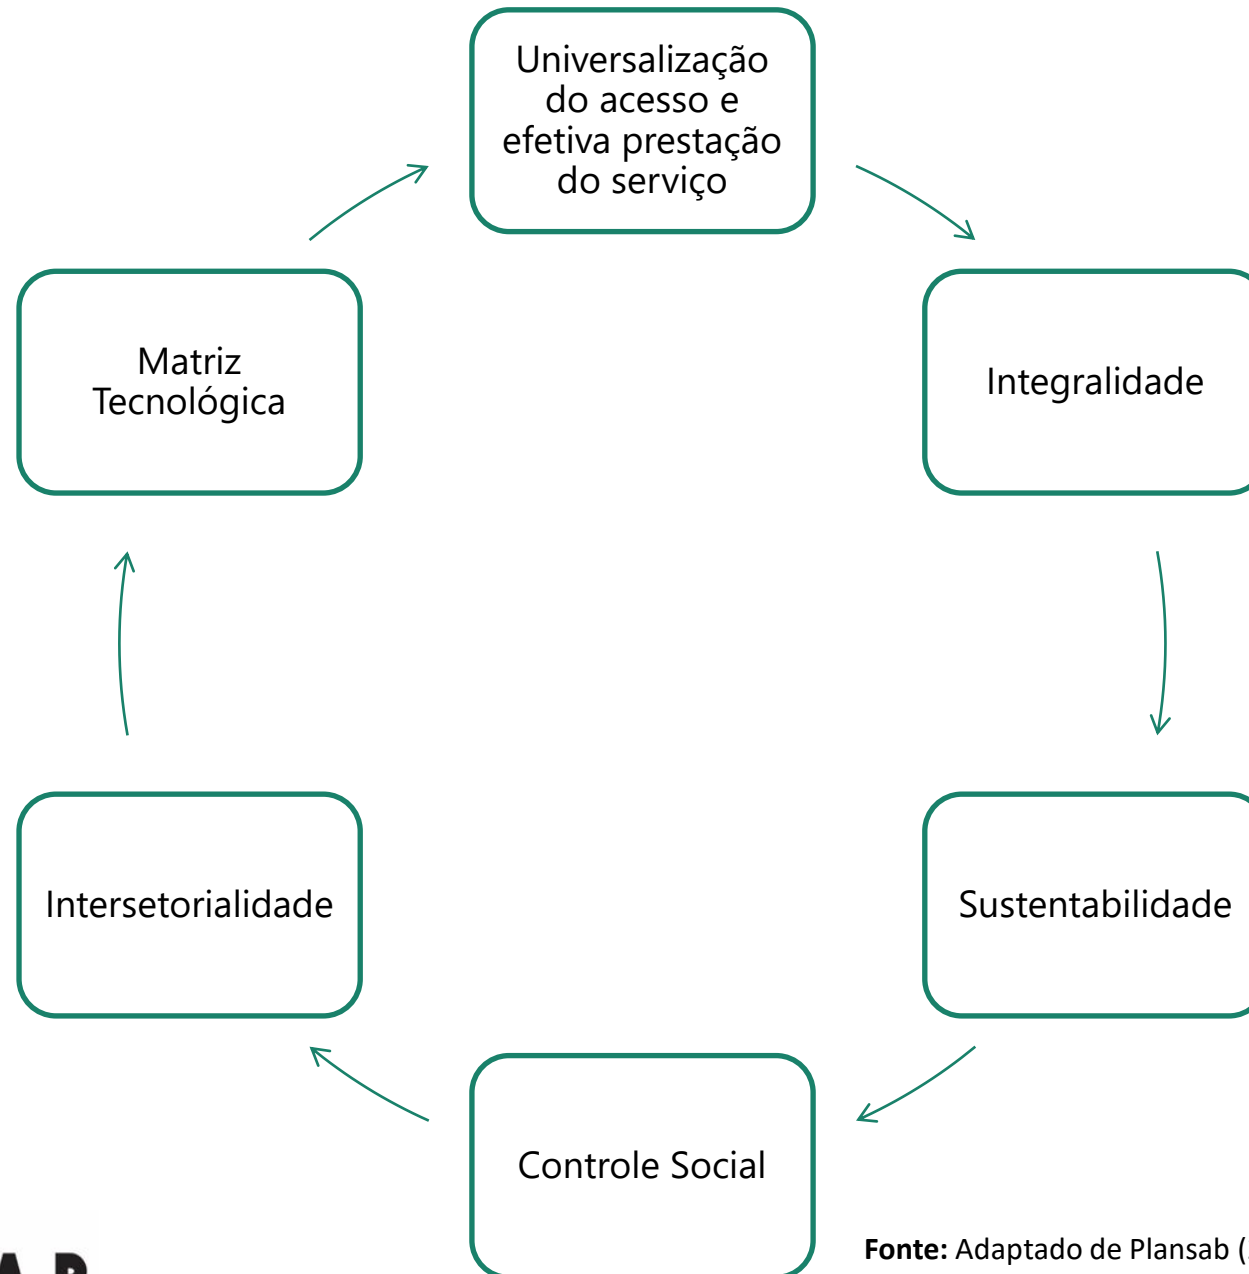 Universalização
do acesso e
efetiva prestação
do serviço
Integralidade
Sustentabilidade
Controle Social
Intersetorialidade
Matriz
Tecnológica
Fonte: Adaptado de Plansab (